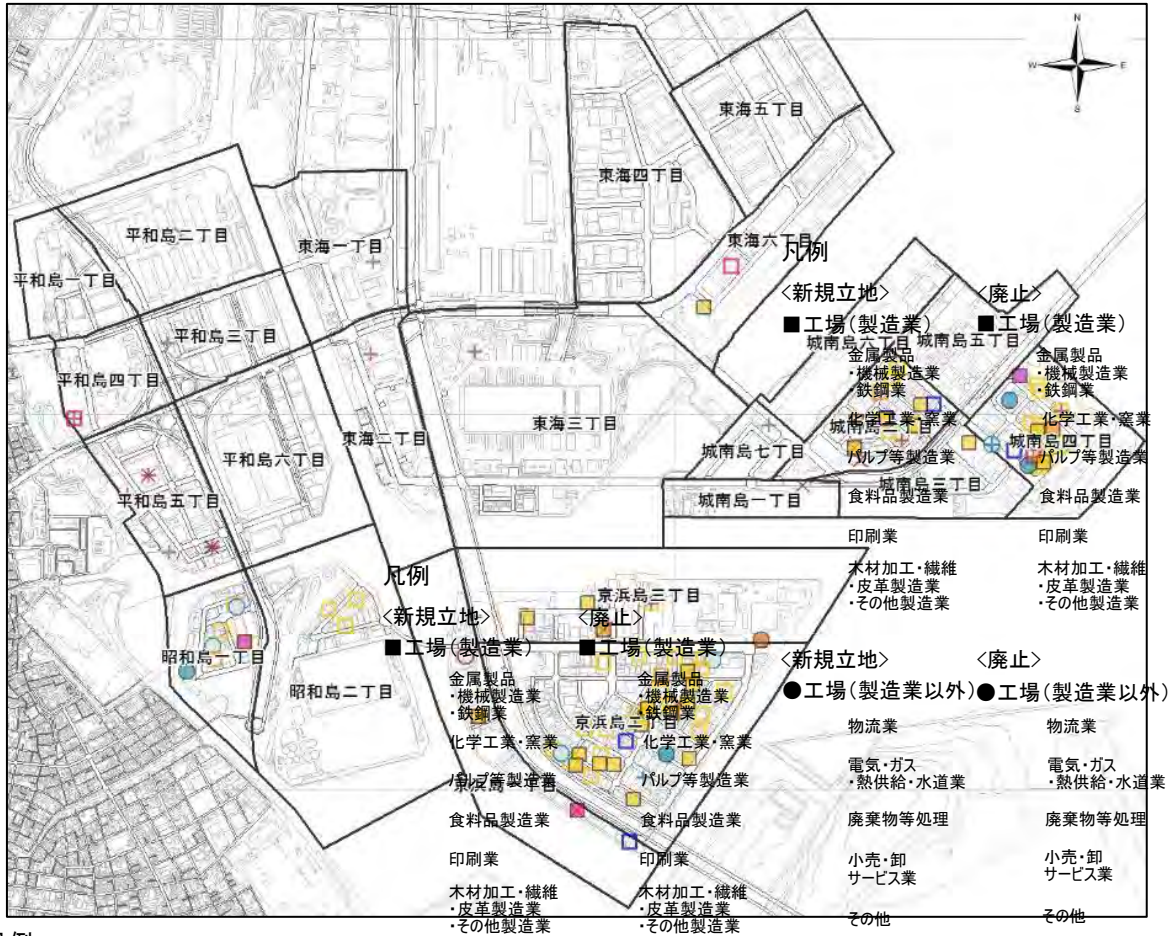 N
W
E
S
東海五丁目
東海四丁目
平和島二丁目
東海一丁目
東海六丁目
凡例
平和島一丁目
<新規立地>
<廃止>
■工場(製造業)
■工場(製造業)
平和島三丁目
城南島六丁目
城南島五丁目
金属製品
・機械製造業
・鉄鋼業
金属製品
・機械製造業
・鉄鋼業
平和島四丁目
化学工業・窯業
化学工業・窯業
東海二丁目
東海三丁目
城南島二丁目
城南島四丁目
平和島六丁目
城南島七丁目
パルプ等製造業
パルプ等製造業
城南島三丁目
平和島五丁目
城南島一丁目
食料品製造業
食料品製造業
印刷業
印刷業
木材加工・繊維
・皮革製造業
・その他製造業
木材加工・繊維
・皮革製造業
・その他製造業
凡例
京浜島三丁目
<新規立地>
<廃止>
■工場(製造業)
■工場(製造業)
昭和島一丁目
<新規立地>
<廃止>
●工場(製造業以外)
●工場(製造業以外)
昭和島二丁目
金属製品
・機械製造業
・鉄鋼業
金属製品
・機械製造業
・鉄鋼業
京浜島二丁目
物流業
物流業
化学工業・窯業
化学工業・窯業
電気・ガス
・熱供給・水道業
電気・ガス
・熱供給・水道業
パルプ等製造業
パルプ等製造業
京浜島一丁目
食料品製造業
食料品製造業
廃棄物等処理
廃棄物等処理
印刷業
印刷業
小売・卸
サービス業
小売・卸
サービス業
木材加工・繊維
・皮革製造業
・その他製造業
木材加工・繊維
・皮革製造業
・その他製造業
その他
その他